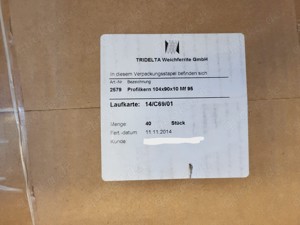 TRIDELTA Weichferrite GmbH
In diesem Verpackungsstapel befinden sich
Art.-Nr. Bezeichnung
2579 Profilkern 104x90x10 Mf 95
Laufkarte: 14/C69/01
Menge: 40 Stück
Fert.-datum: 11.11.2014
Kunde: